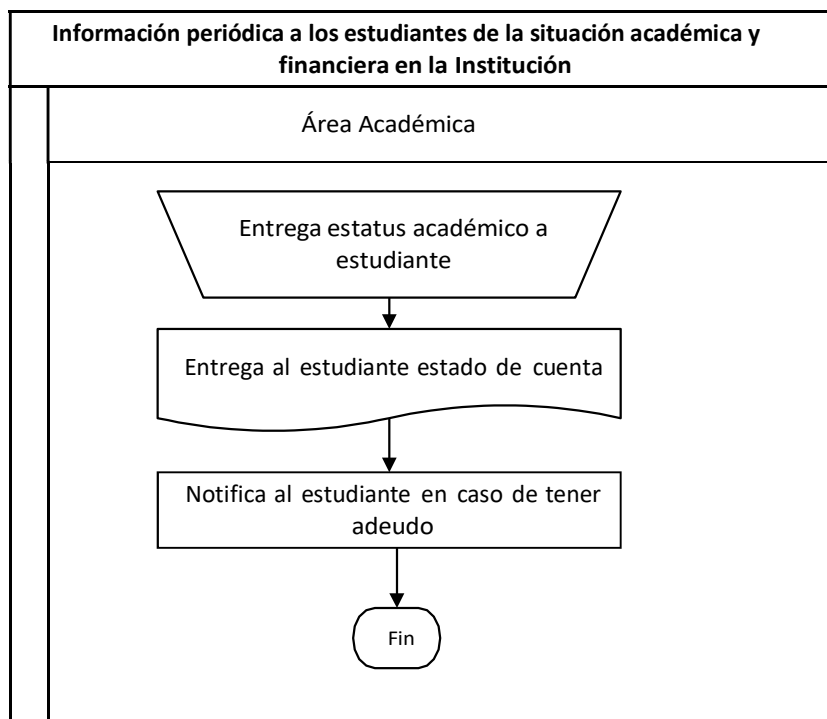 Información periódica a los estudiantes de la situación académica y
financiera en la Institución
Área Académica
Entrega estatus académico a
estudiante
Entrega al estudiante estado de cuenta
Notifica al estudiante en caso de tener
adeudo
Fin